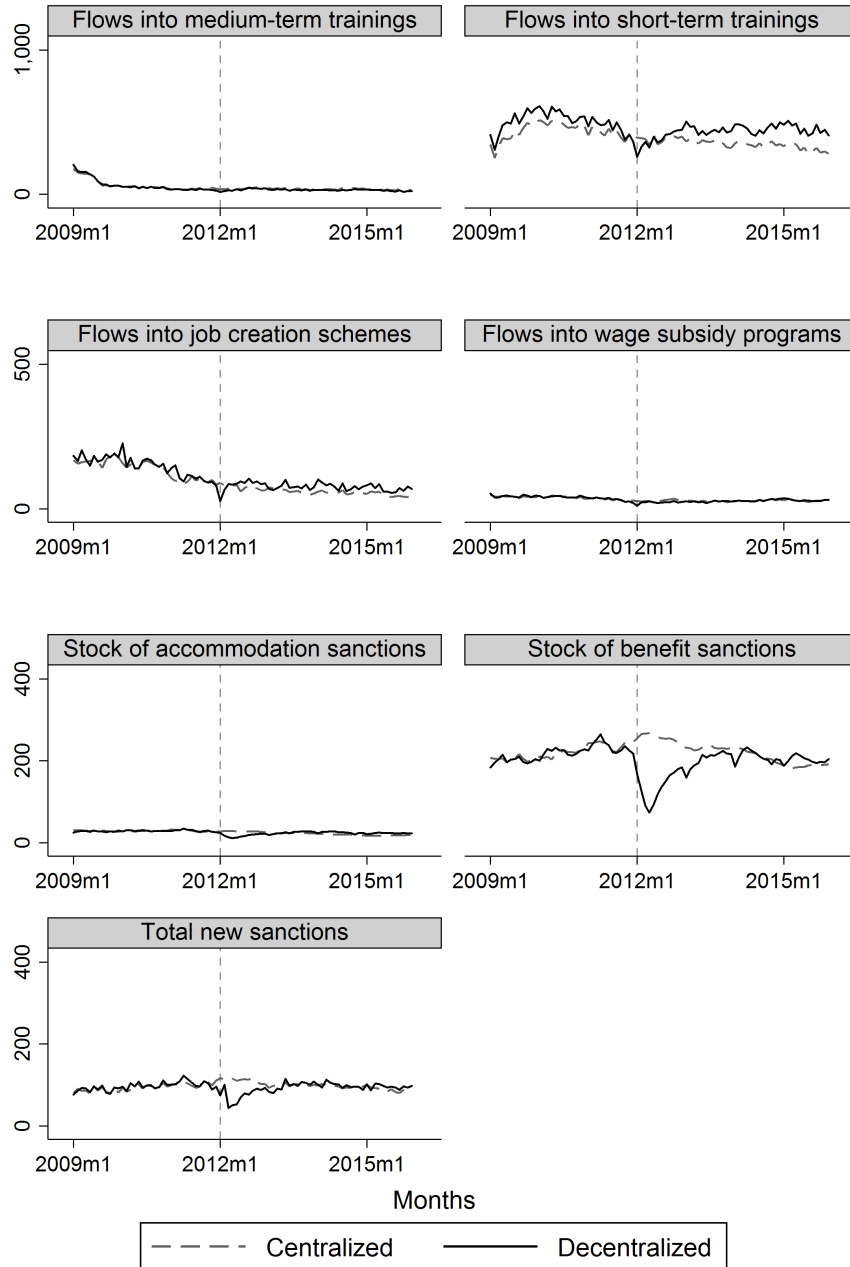 Flows into medium-term trainings
Flows into short-term trainings
1,000
0
2009m1 2012m1 2015m1
2009m1 2012m1 2015m1
Flows into job creation schemes
Flows into wage subsidy programs
500
0
2009m1 2012m1 2015m1
2009m1 2012m1 2015m1
Stock of accommodation sanctions
Stock of benefit sanctions
400
200
0
2009m1 2012m1 2015m1
2009m1 2012m1 2015m1
Total new sanctions
400
200
0
2009m1 2012m1 2015m1
Months
Centralized Decentralized